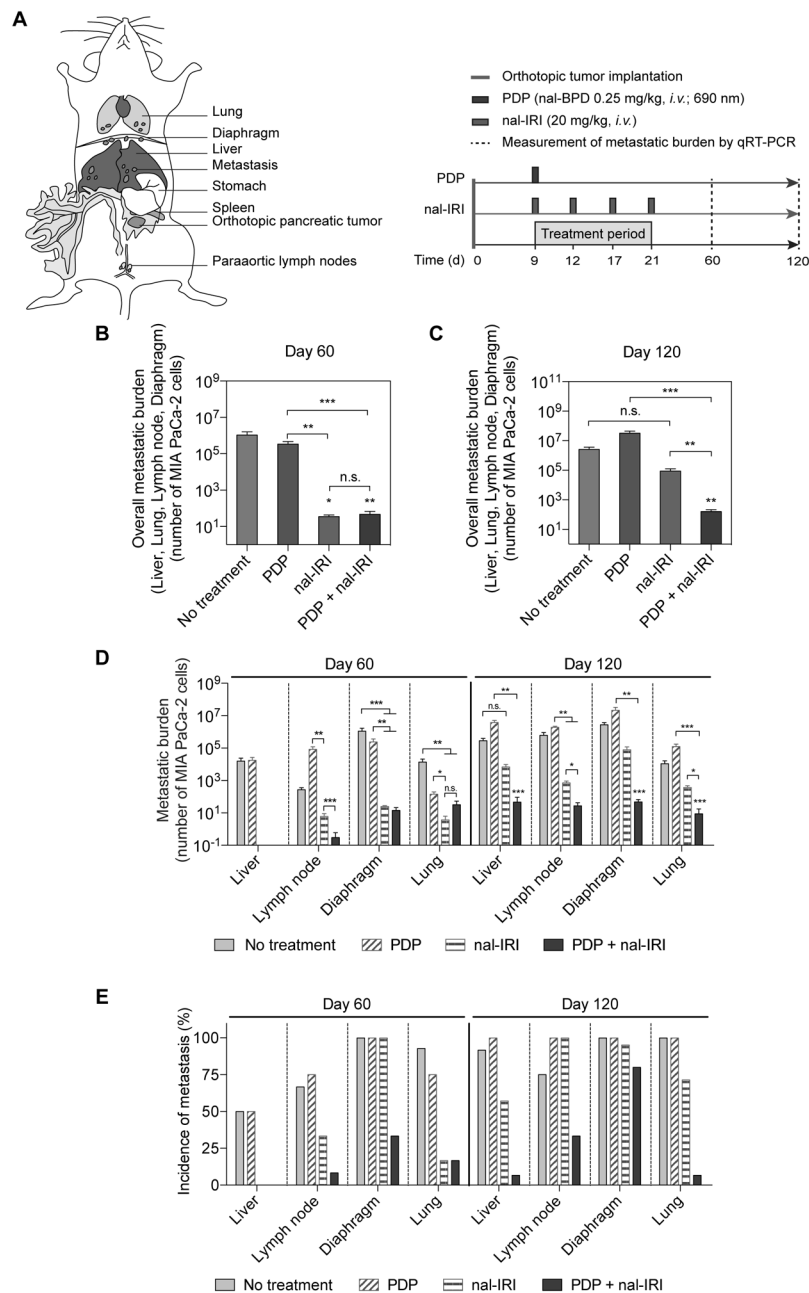 A
Lung
Diaphragm
Liver
Metastasis
Stomach
Spleen
Orthotopic pancreatic tumor
Paraaortic lymph nodes
Orthotopic tumor implantation
PDP (nal-BPD 0.25 mg/kg, i.v.; 690 nm)
nal-IRI (20 mg/kg, i.v.)
Measurement of metastatic burden by qRT-PCR
PDP
nal-IRI
Treatment period
Time (d) 0 9 12 17 21 60 120
B
Day 60
Overall metastatic burden
(Liver, Lung, Lymph node, Diaphragm)
(number of MIA PaCa-2 cells)
10⁹
10⁷
10⁵
10³
10¹
***
**
n.s.
* **
No treatment PDP nal-IRI PDP + nal-IRI
C
Day 120
Overall metastatic burden
(Liver, Lung, Lymph node, Diaphragm)
(number of MIA PaCa-2 cells)
10¹¹
10⁹
10⁷
10⁵
10³
10¹
***
n.s.
**
**
No treatment PDP nal-IRI PDP + nal-IRI
D
Day 60 Day 120
Metastatic burden
(number of MIA PaCa-2 cells)
10⁹
10⁷
10⁵
10³
10¹
10⁻¹
** *** *** ** ** * n.s. n.s. ** *** ** * ** *** *** * ***
Liver Lymph node Diaphragm Lung Liver Lymph node Diaphragm Lung
No treatment PDP nal-IRI PDP + nal-IRI
E
Day 60 Day 120
Incidence of metastasis (%)
100
75
50
25
0
Liver Lymph node Diaphragm Lung Liver Lymph node Diaphragm Lung
No treatment PDP nal-IRI PDP + nal-IRI